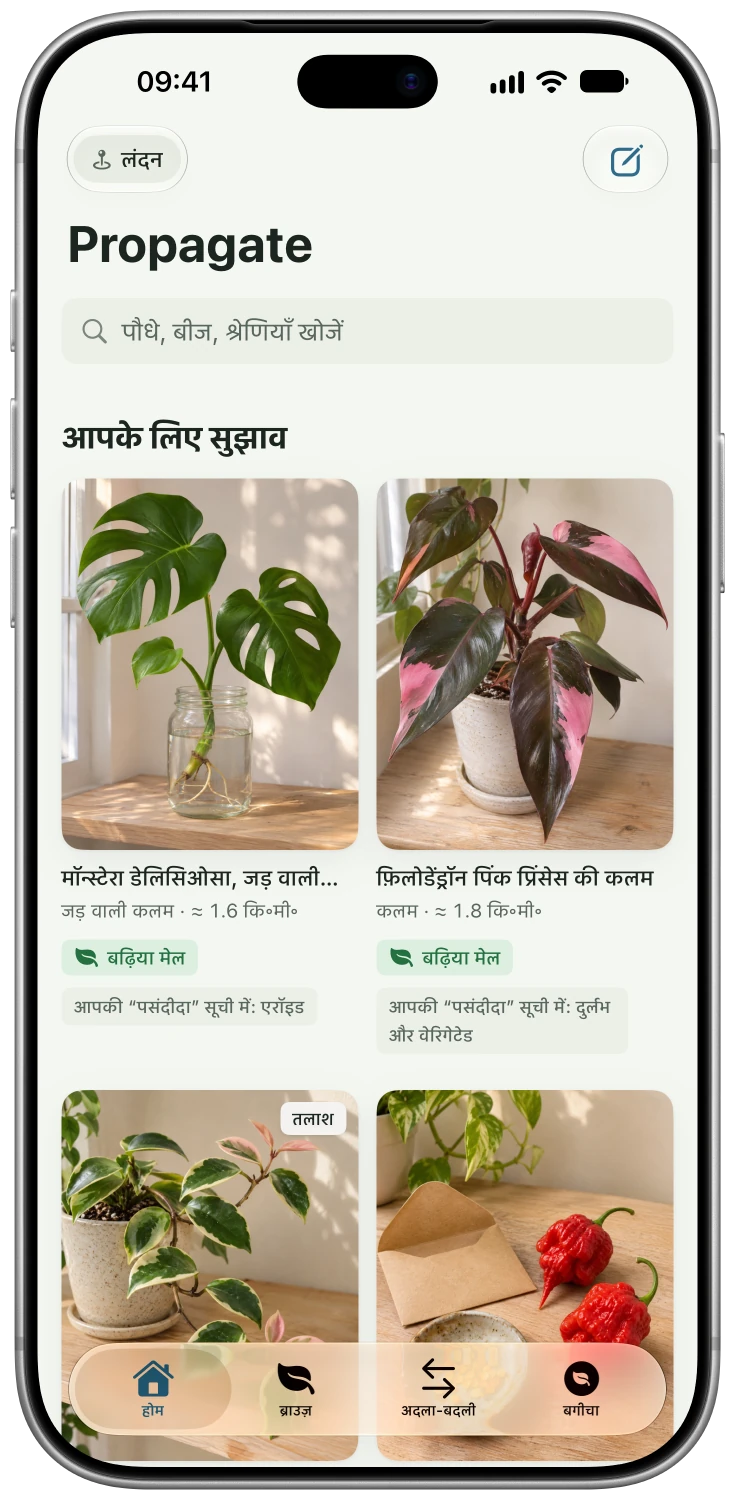 09:41
लंदन
Propagate
पौधे, बीज, श्रेणियाँ खोजें
आपके लिए सुझाव
मॉन्स्टेरा डेलिसिओसा, जड़ वाली...
जड़ वाली कलम · ≈ 1.6 कि॰मी॰
बढ़िया मेल
आपकी “पसंदीदा” सूची में: एरॉइड
फ़िलोडेंड्रॉन पिंक प्रिंसेस की कलम
कलम · ≈ 1.8 कि॰मी॰
बढ़िया मेल
आपकी “पसंदीदा” सूची में: दुर्लभ
और वेरिगेटेड
तलाश
होम
ब्राउज़
अदला-बदली
बगीचा